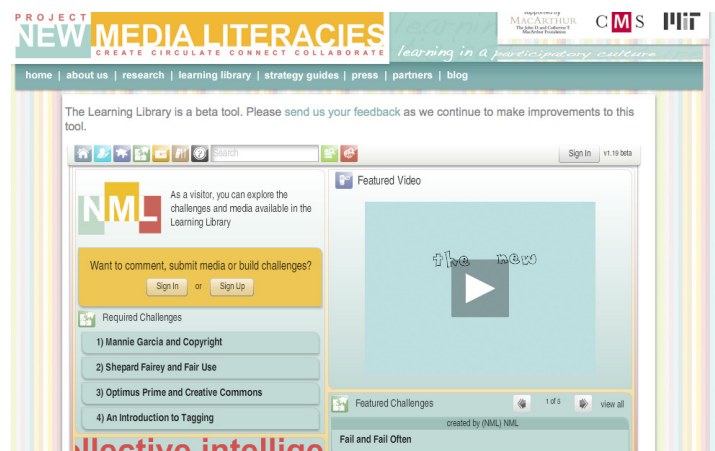 PROJECT
NEW MEDIA LITERACIES
CREATE CIRCULATE CONNECT COLLABORATE
learning in a participatory culture
supported by
MACARTHUR
The John D. and Catherine T.
MacArthur Foundation
CMS
MIT
home | about us | research | learning library | strategy guides | press | partners | blog
The Learning Library is a beta tool. Please send us your feedback as we continue to make improvements to this
tool.
Search
Sign In
v1.19 beta
NML
As a visitor, you can explore the
challenges and media available in the
Learning Library
Want to comment, submit media or build challenges?
Sign In or Sign Up
Required Challenges
1) Mannie Garcia and Copyright
2) Shepard Fairey and Fair Use
3) Optimus Prime and Creative Commons
4) An Introduction to Tagging
Featured Video
the new
Featured Challenges
1 of 5
view all
created by (NML) NML
Fail and Fail Often